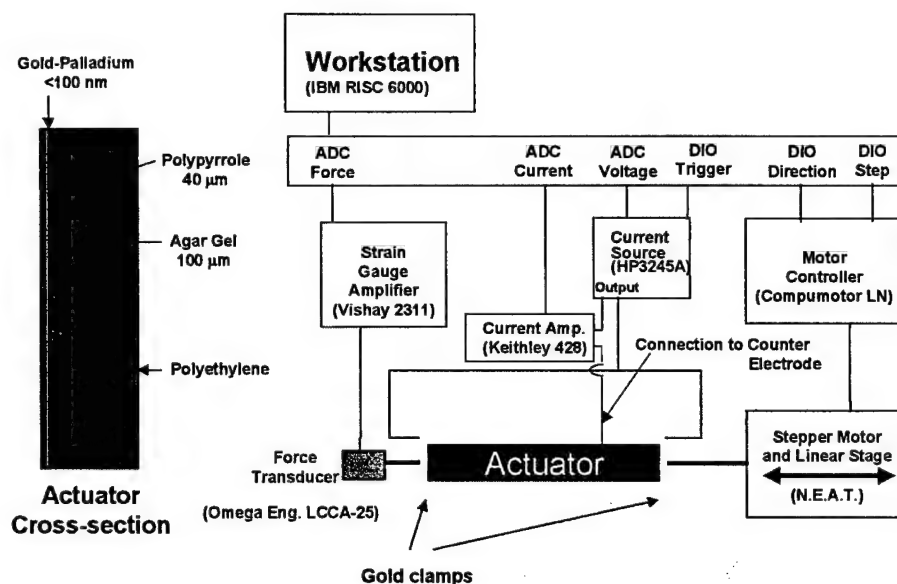 Gold-Palladium
<100 nm
Polypyrrole
40 µm
Agar Gel
100 µm
Polyethylene
Actuator
Cross-section
Workstation
(IBM RISC 6000)
ADC
Force
ADC
Current
ADC
Voltage
DIO
Trigger
DIO
Direction
DIO
Step
Strain
Gauge
Amplifier
(Vishay 2311)
Current
Source
(HP3245A)
Output
Motor
Controller
(Compumotor LN)
Current Amp.
(Keithley 428)
Connection to Counter
Electrode
Force
Transducer
(Omega Eng. LCCA-25)
Actuator
Stepper Motor
and Linear Stage
(N.E.A.T.)
Gold clamps